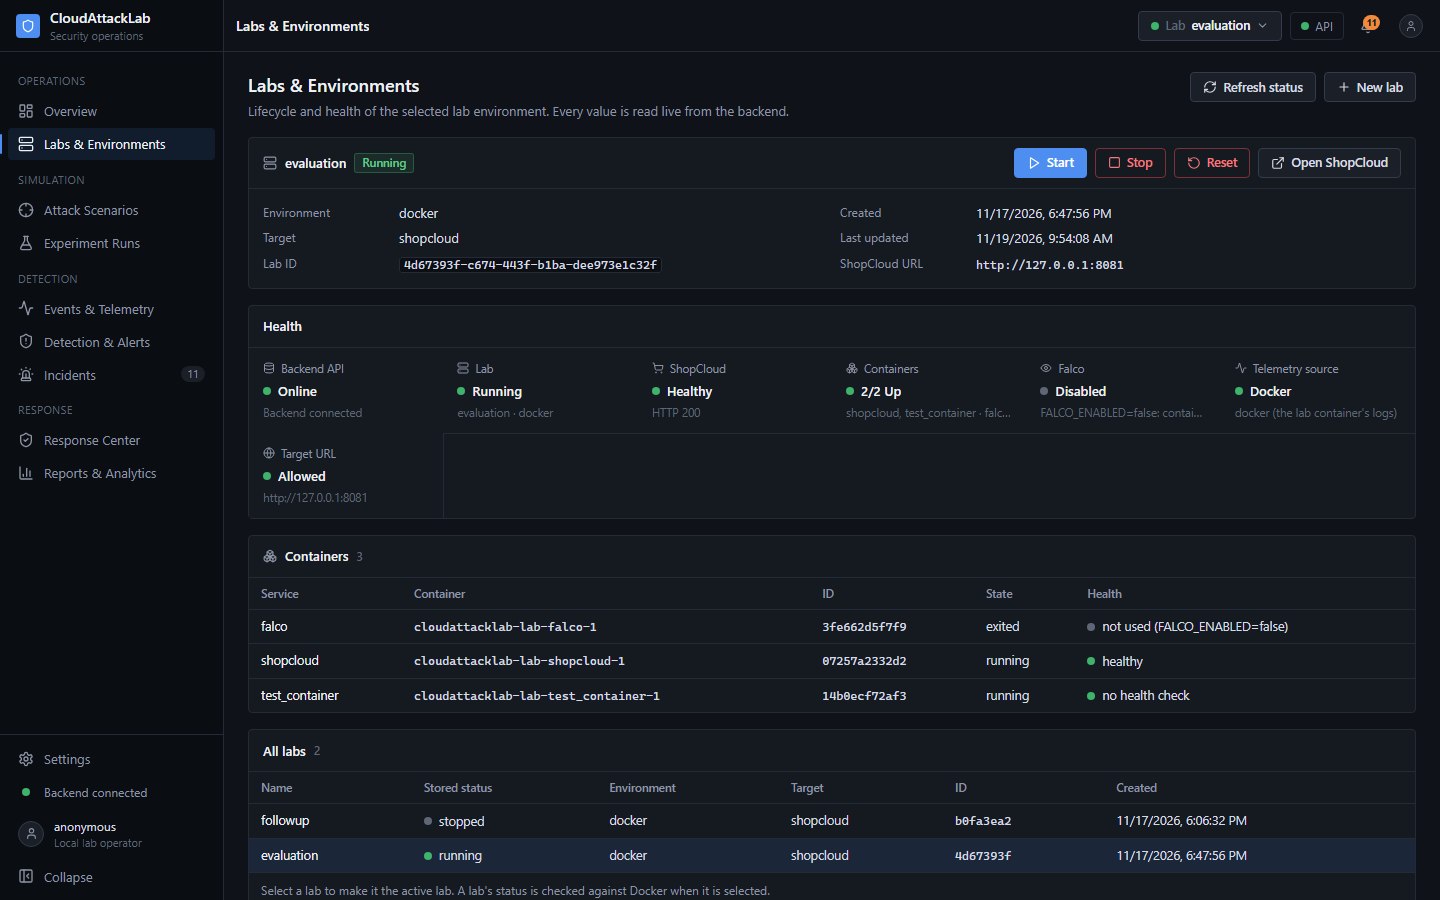 CloudAttackLab
Security operations
Labs & Environments
Lab evaluation
API
11
OPERATIONS
Overview
Labs & Environments
SIMULATION
Attack Scenarios
Experiment Runs
DETECTION
Events & Telemetry
Detection & Alerts
Incidents 11
RESPONSE
Response Center
Reports & Analytics
Settings
Backend connected
anonymous
Local lab operator
Collapse
Labs & Environments
Lifecycle and health of the selected lab environment. Every value is read live from the backend.
Refresh status
New lab
evaluation Running
Start Stop Reset Open ShopCloud
Environment docker Created 11/17/2026, 6:47:56 PM
Target shopcloud Last updated 11/19/2026, 9:54:08 AM
Lab ID 4d67393f-c674-443f-b1ba-dee973e1c32f ShopCloud URL http://127.0.0.1:8081
Health
Backend API Lab ShopCloud Containers Falco Telemetry source
Online Running Healthy 2/2 Up Disabled Docker
Backend connected evaluation · docker HTTP 200 shopcloud, test_container · falc... FALCO_ENABLED=false: contai... docker (the lab container's logs)
Target URL
Allowed
http://127.0.0.1:8081
Containers 3
Service Container ID State Health
falco cloudattacklab-lab-falco-1 3fe662d5f7f9 exited not used (FALCO_ENABLED=false)
shopcloud cloudattacklab-lab-shopcloud-1 07257a2332d2 running healthy
test_container cloudattacklab-lab-test_container-1 14b0ecf72af3 running no health check
All labs 2
Name Stored status Environment Target ID Created
followup stopped docker shopcloud b0fa3ea2 11/17/2026, 6:06:32 PM
evaluation running docker shopcloud 4d67393f 11/17/2026, 6:47:56 PM
Select a lab to make it the active lab. A lab's status is checked against Docker when it is selected.